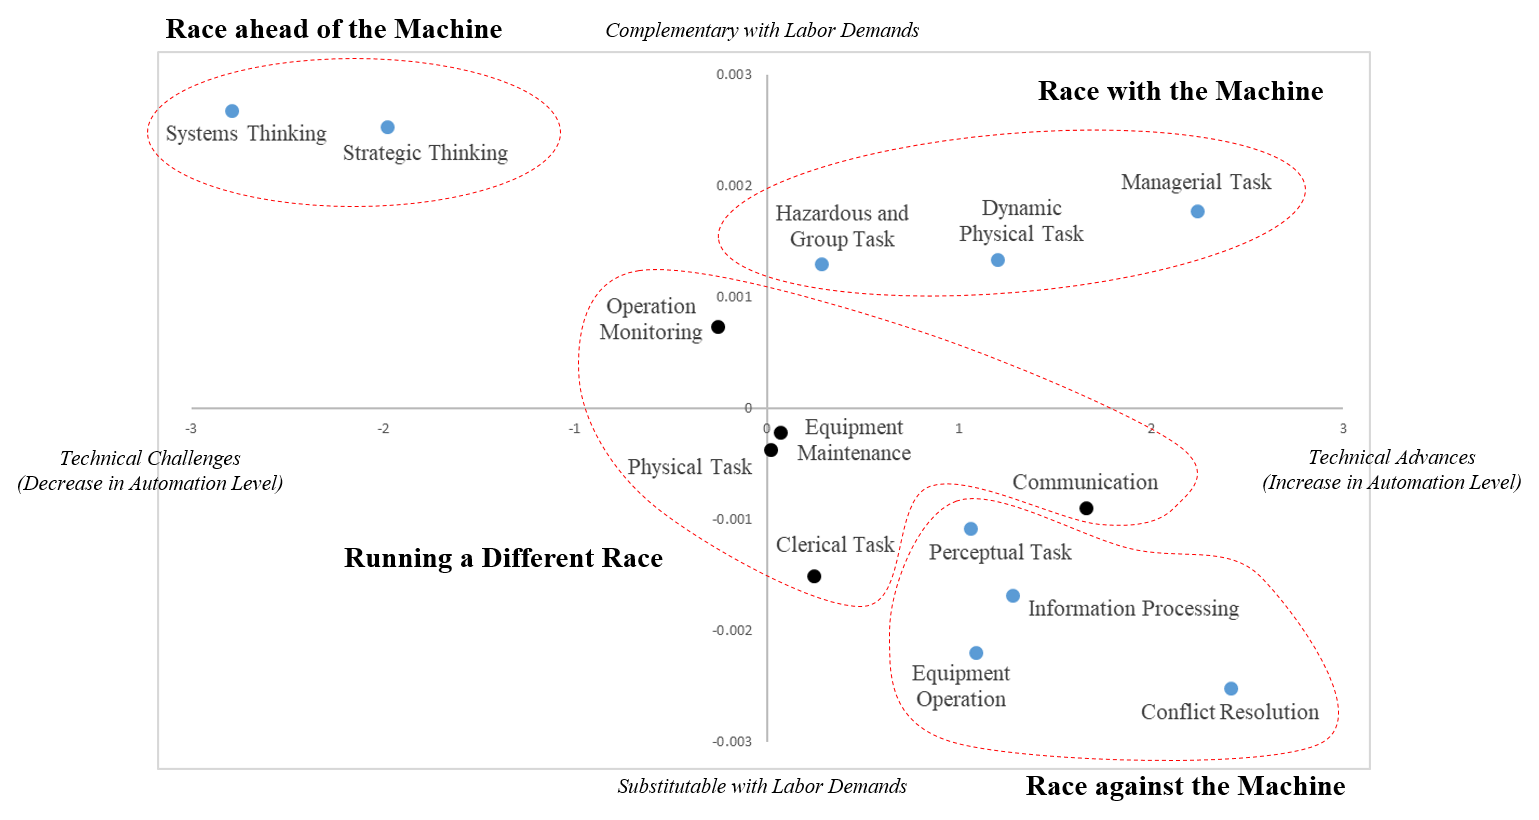 Race ahead of the Machine
Complementary with Labor Demands
0.003
Race with the Machine
Systems Thinking
Strategic Thinking
0.002
Managerial Task
Hazardous and
Group Task
Dynamic
Physical Task
0.001
Operation
Monitoring
0
-3
-2
-1
0
1
2
3
Equipment
Maintenance
Technical Challenges
(Decrease in Automation Level)
Physical Task
Technical Advances
(Increase in Automation Level)
Communication
-0.001
Clerical Task
Perceptual Task
Running a Different Race
Information Processing
-0.002
Equipment
Operation
Conflict Resolution
-0.003
Substitutable with Labor Demands
Race against the Machine